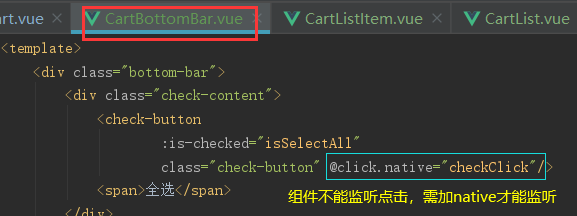 rt.vue CartBottomBar.vue CartListItem.vue CartList.vue
<template>
<div class="bottom-bar">
<div class="check-content">
<check-button
:is-checked="isSelectAll"
class="check-button" @click.native="checkClick"/>
<span>全选</span>
组件不能监听点击，需加native才能监听
</div>